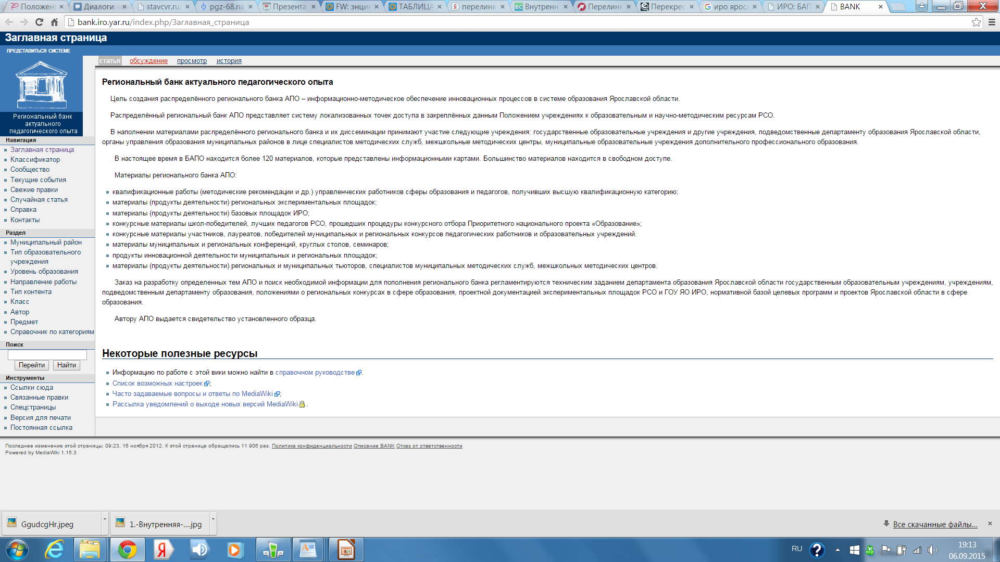 Положен
Диалоги
stavcvr.ru
pgz-68.na
Презента
FW: энци
ТАБЛИЦА
перелинк
Внутренн
Перелинк
Перекрес
иро яросл
ИРО: БАП
BANK
bank.iro.yar.ru/index.php/Заглавная_страница
Заглавная страница
ПРЕДСТАВИТЬСЯ СИСТЕМЕ
статья
обсуждение
просмотр
история
Региональный банк
актуального
педагогического опыта
Навигация
Заглавная страница
Классификатор
Сообщество
Текущие события
Свежие правки
Случайная статья
Справка
Контакты
Раздел
Муниципальный район
Тип образовательного
учреждения
Уровень образования
Направление работы
Тип контента
Класс
Автор
Предмет
Справочник по категориям
Поиск
Перейти
Найти
Инструменты
Ссылки сюда
Связанные правки
Спецстраницы
Версия для печати
Постоянная ссылка
Региональный банк актуального педагогического опыта
Цель создания распределённого регионального банка АПО – информационно-методическое обеспечение инновационных процессов в системе образования Ярославской области.
Распределённый региональный банк АПО представляет систему локализованных точек доступа в закреплённых данным Положением учреждениях к образовательным и научно-методическим ресурсам РСО.
В наполнении материалами распределённого регионального банка и их диссеминации принимают участие следующие учреждения: государственные образовательные учреждения и другие учреждения, подведомственные департаменту образования Ярославской области,
органы управления образования муниципальных районов в лице специалистов методических служб, межшкольные методических центры, муниципальные образовательные учреждения дополнительного профессионального образования.
В настоящее время в БАПО находится более 120 материалов, которые представлены информационными картами. Большинство материалов находится в свободном доступе.
Материалы регионального банка АПО:
квалификационные работы (методические рекомендации и др.) управленческих работников сферы образования и педагогов, получивших высшую квалификационную категорию;
материалы (продукты деятельности) региональных экспериментальных площадок;
материалы (продукты деятельности) базовых площадок ИРО;
конкурсные материалы школ-победителей, лучших педагогов РСО, прошедших процедуры конкурсного отбора Приоритетного национального проекта «Образование»;
конкурсные материалы участников, лауреатов, победителей муниципальных и региональных конкурсов педагогических работников и образовательных учреждений.
материалы муниципальных и региональных конференций, круглых столов, семинаров;
продукты инновационной деятельности муниципальных и региональных площадок;
материалы (продукты деятельности) региональных и муниципальных тьюторов, специалистов муниципальных методических служб, межшкольных методических центров.
Заказ на разработку определенных тем АПО и поиск необходимой информации для пополнения регионального банка регламентируются техническим заданием департамента образования Ярославской области государственным образовательным учреждениям, учреждениям,
подведомственным департаменту образования, положениями о региональных конкурсах в сфере образования, проектной документацией экспериментальных площадок РСО и ГОУ ЯО ИРО, нормативной базой целевых программ и проектов Ярославской области в сфере
образования.
Автору АПО выдается свидетельство установленного образца.
Некоторые полезные ресурсы
Информацию по работе с этой вики можно найти в справочном руководстве.
Список возможных настроек;
Часто задаваемые вопросы и ответы по MediaWiki;
Рассылка уведомлений о выходе новых версий MediaWiki.
Последнее изменение этой страницы: 09:23, 16 ноября 2012. К этой странице обращались 11 906 раз. Политика конфиденциальности Описание BANK Отказ от ответственности
Powered by MediaWiki 1.15.3
GgudcgHr.jpeg
1.-Внутренняя-....jpg
Все скачанные файлы...
RU
19:13
06.09.2015